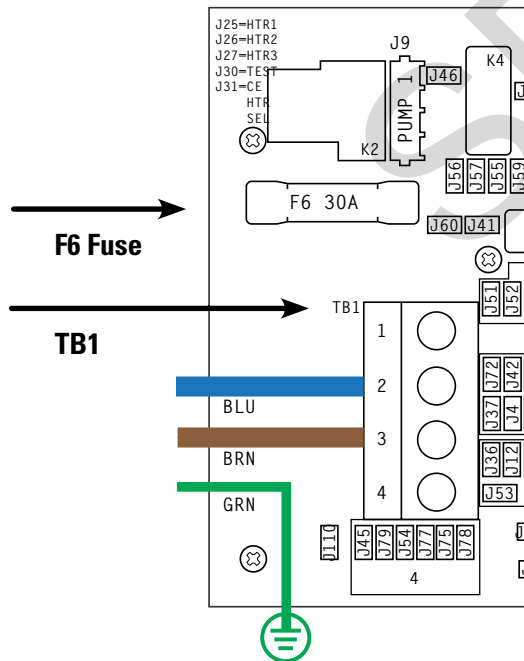 J25=HTR1
J26=HTR2
J27=HTR3
J30=TEST
J31=CE
HTR
SEL
J9
PUMP 1
J46
K4
K2
J56
J57
J55
J59
F6 30A
J60
J41
F6 Fuse
TB1
TB1
J51
J52
1
2
3
4
J72
J42
J37
J4
J36
J12
J53
BLU
BRN
GRN
J110
J45
J79
J54
J77
J75
J78
4